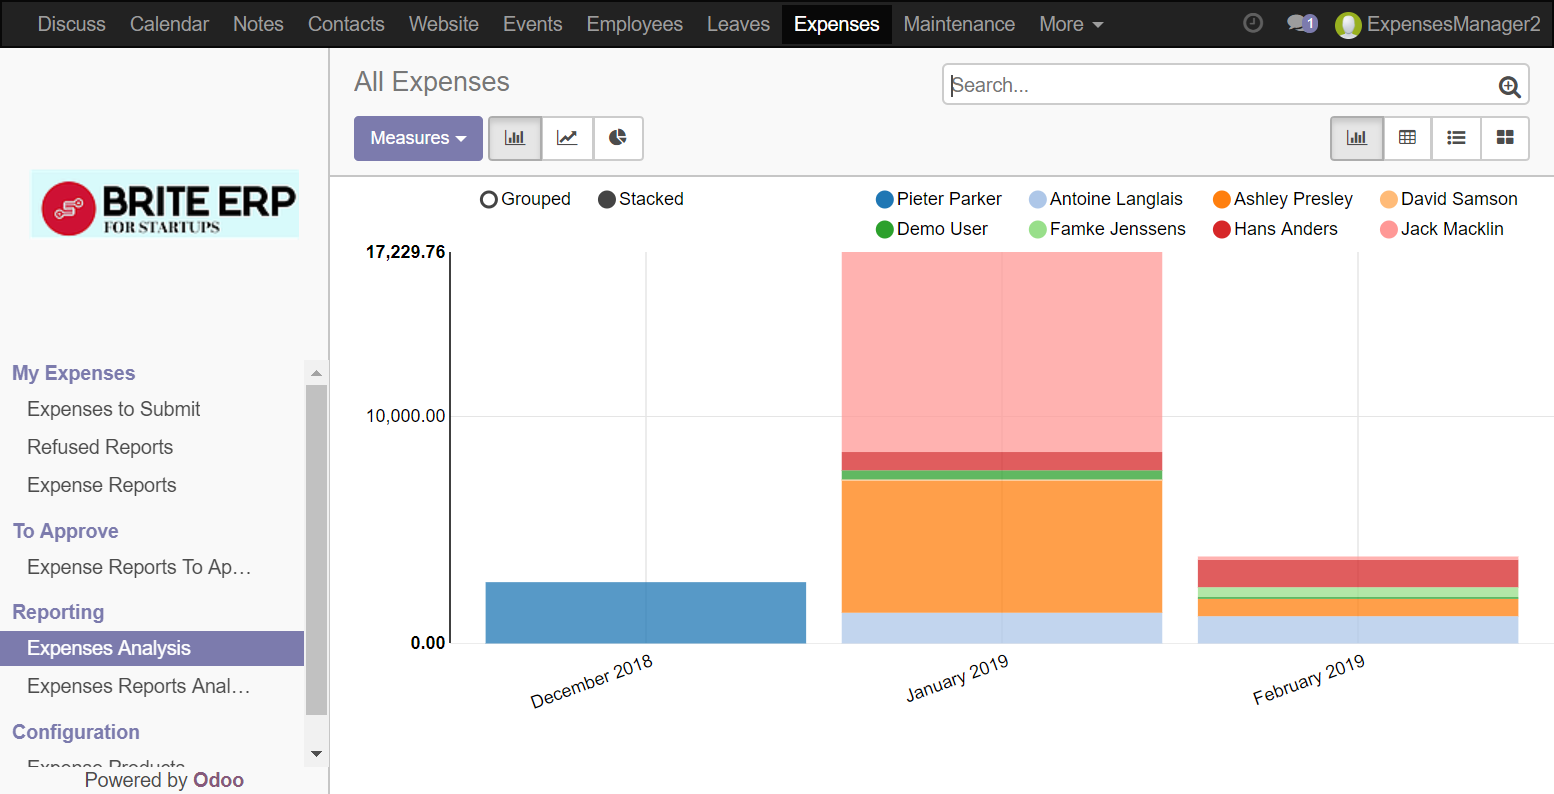 Discuss Calendar Notes Contacts Website Events Employees Leaves Expenses Maintenance More 1 ExpensesManager2
All Expenses
Search...
Measures
BRITE ERP
FOR STARTUPS
My Expenses
Expenses to Submit
Refused Reports
Expense Reports
To Approve
Expense Reports To Ap…
Reporting
Expenses Analysis
Expenses Reports Anal…
Configuration
Expense Products
Powered by Odoo
Grouped Stacked
Pieter Parker Antoine Langlais Ashley Presley David Samson
Demo User Famke Jenssens Hans Anders Jack Macklin
17,229.76
10,000.00
0.00
December 2018 January 2019 February 2019